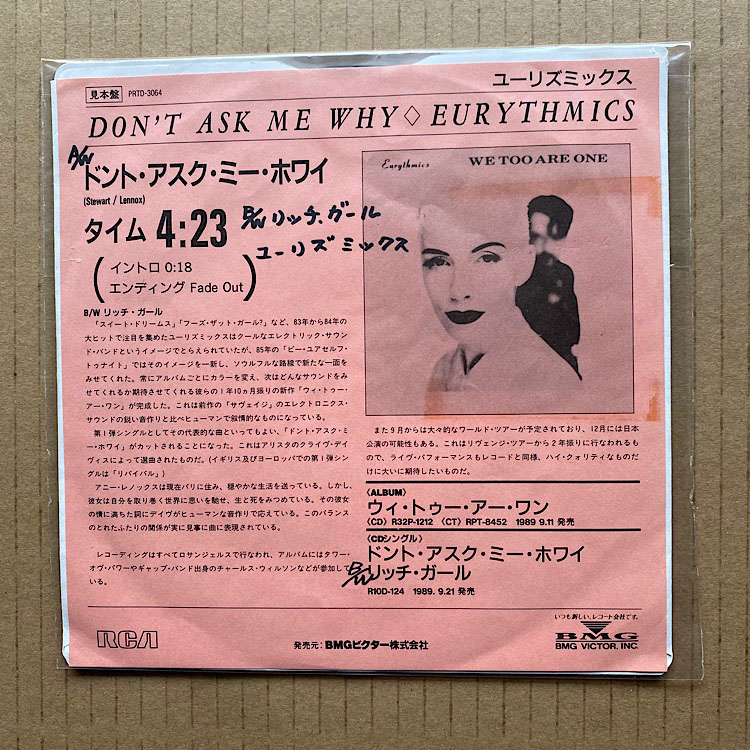 見本盤 PRTD-3064
ユーリズミックス
DON'T ASK ME WHY◇EURYTHMICS
A/W
ドント・アスク・ミー・ホワイ
(Stewart / Lennox)
タイム 4:23
B/W リッチ、ガール
ユーリズミックス
(イントロ 0:18
エンディング Fade Out)
B/W リッチ・ガール
「スイート・ドリームス」「フーズ・ザット・ガール?」など、83年から84年の
大ヒットで注目を集めたユーリズミックスはクールなエレクトリック・サウン
ド・バンドというイメージでとらえられていたが、85年の「ビー・ユアセルフ・
トゥナイト」ではそのイメージを一新し、ソウルフルな路線で新たな一面を
みせてくれた。常にアルバムごとにカラーを変え、次はどんなサウンドをみ
せてくれるか期待させてくれる彼らの1年10ヵ月振りの新作「ウィ・トゥー・
アー・ワン」が完成した。これは前作の「サヴェイジ」のエレクトロニクス・
サウンドの鋭い音作りと比べヒューマンで叙情的なものになっている。
第1弾シングルとしてその代表的な曲といってもよい、「ドント・アスク・ミ
ー・ホワイ」がカットされることになった。これはアリスタのクライヴ・デイ
ヴィスによって選曲されたものだ。(イギリス及びヨーロッパでの第1弾シン
グルは「リバイバル」)
アニー・レノックスは現在パリに住み、穏やかな生活を送っている。しかし、
彼女は自分を取り巻く世界に思いを馳せ、生と死をみつめている。その彼女
の情に満ちた詞にデイヴがヒューマンな音作りで応えている。このバランス
のとれたふたりの関係が実に見事に曲に表現されている。
レコーディングはすべてロサンジェルスで行なわれ、アルバムにはタワー・
オヴ・パワーやギャップ・バンド出身のチャールス・ウィルソンなどが参加して
いる。
Eurythmics WE TOO ARE ONE
また9月からは大々的なワールド・ツアーが予定されており、12月には日本
公演の可能性もある。これはリヴェンジ・ツアーから2年振りに行なわれるも
ので、ライヴ・パフォーマンスもレコードと同様、ハイ・クォリティなものだ
けに大いに期待したいものだ。
〈ALBUM〉
ウィ・トゥー・アー・ワン
〈CD〉 R32P-1212 〈CT〉 RPT-8452 1989 9.11 発売
〈CDシングル〉
ドント・アスク・ミー・ホワイ
B/W リッチ・ガール
R10D-124 1989. 9.21 発売
RCA
発売元：BMGビクター株式会社
いつも新しい、レコード会社です。
BMG
BMG VICTOR, INC.